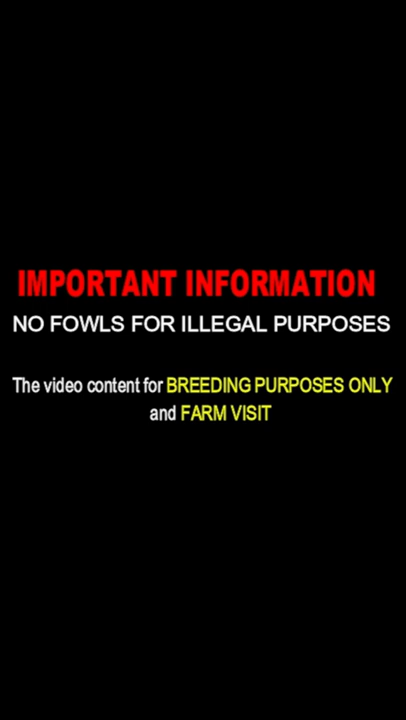 IMPORTANT INFORMATION
NO FOWLS FOR ILLEGAL PURPOSES
The video content for BREEDING PURPOSES ONLY
and FARM VISIT